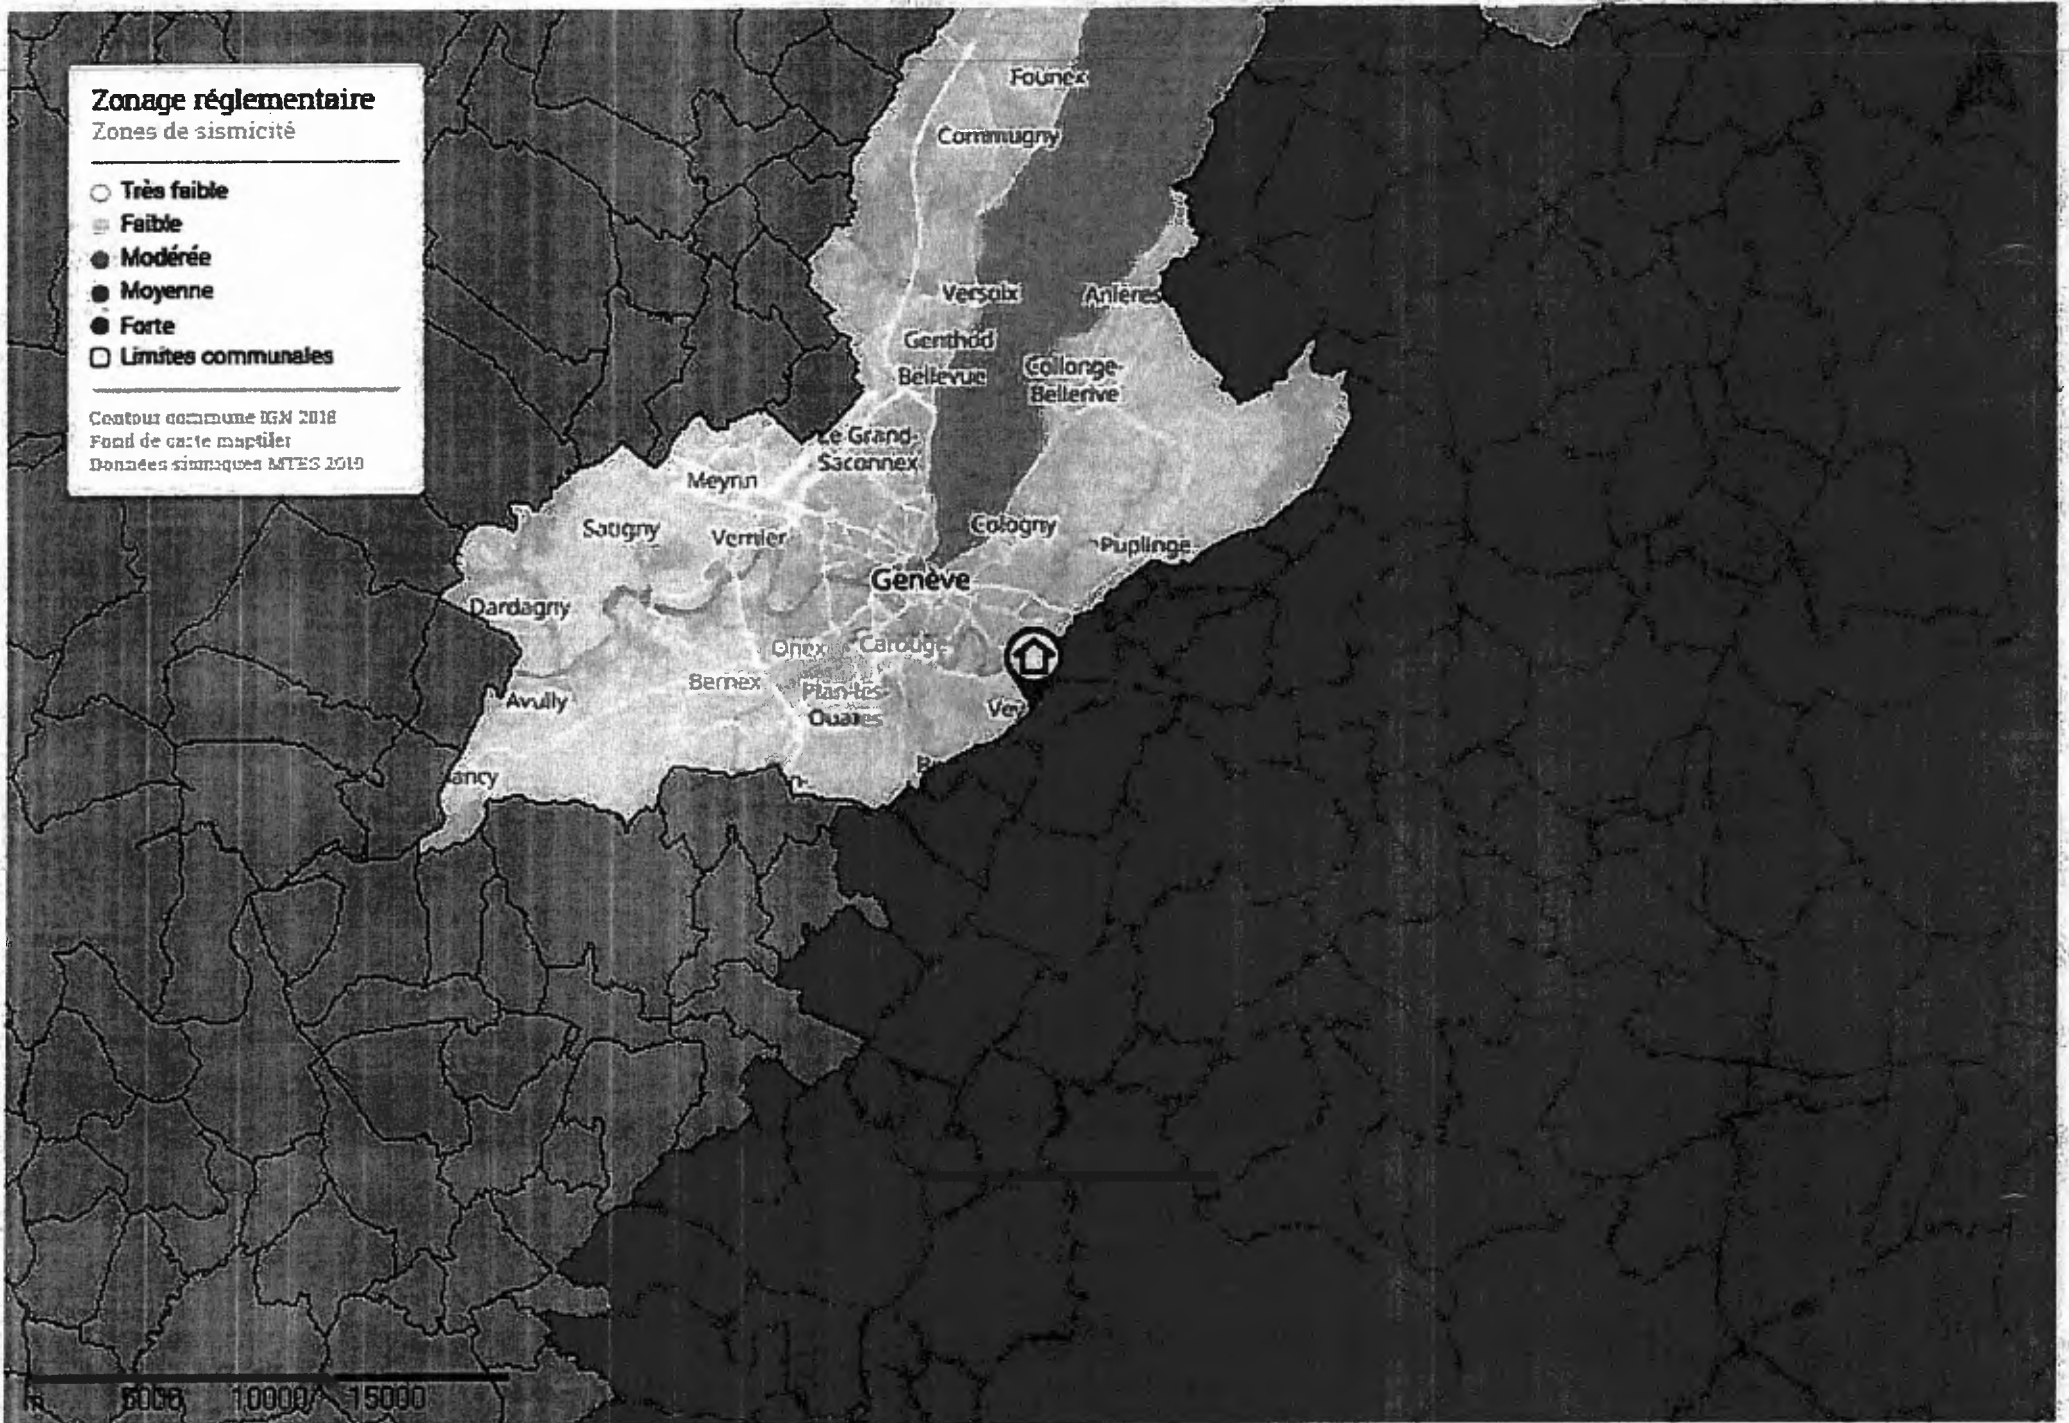 Zonage réglementaire
Zones de sismicité
Très faible
Faible
Modérée
Moyenne
Forte
Limites communales
Contour commune IGN 2018
Fond de carte maptiler
Données sismiques MTES 2019
Founex
Commugny
Versoix
Anières
Genthod
Bellevue
Collonge-
Bellerive
Le Grand-
Saconnex
Meyrin
Satigny
Vernier
Cologny
Puplinge
Genève
Dardagny
Onex
Carouge
Bernex
Plan-les-
Ouates
Avully
Vey
ancy
B
m 5000 10000 15000